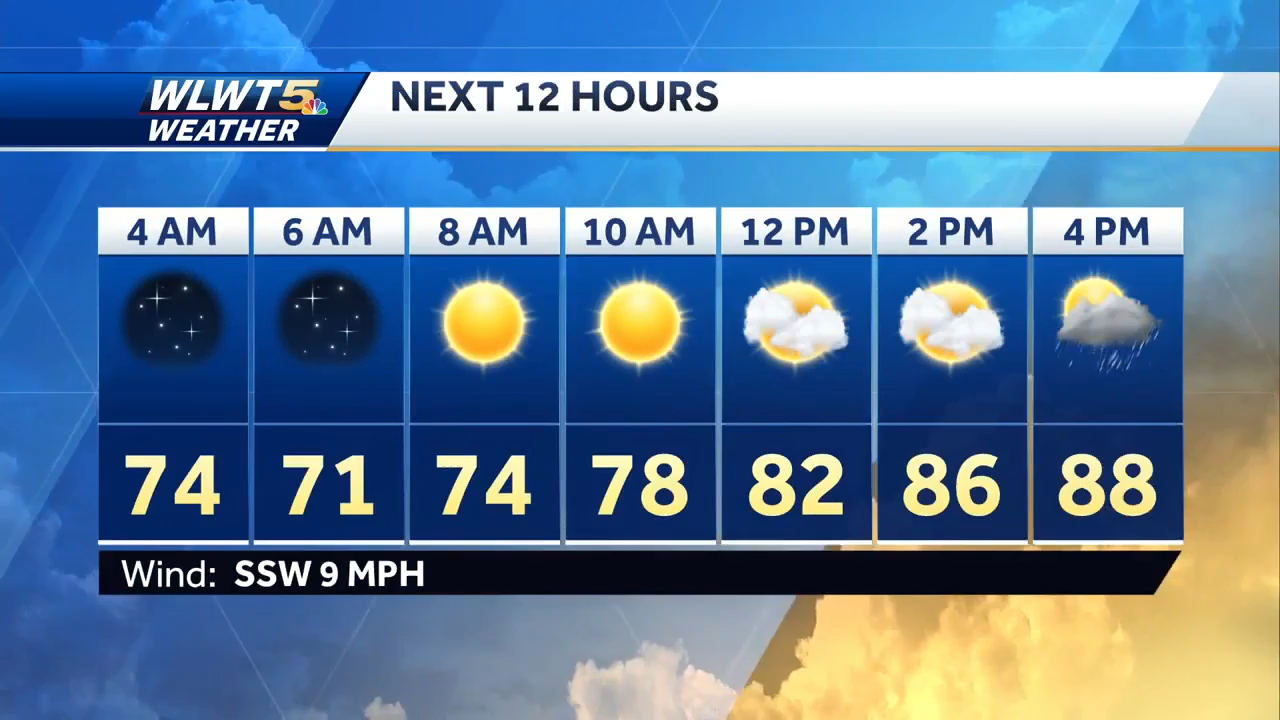 WLWT5
WEATHER
NEXT 12 HOURS
4 AM 6 AM 8 AM 10 AM 12 PM 2 PM 4 PM
74 71 74 78 82 86 88
Wind: SSW 9 MPH